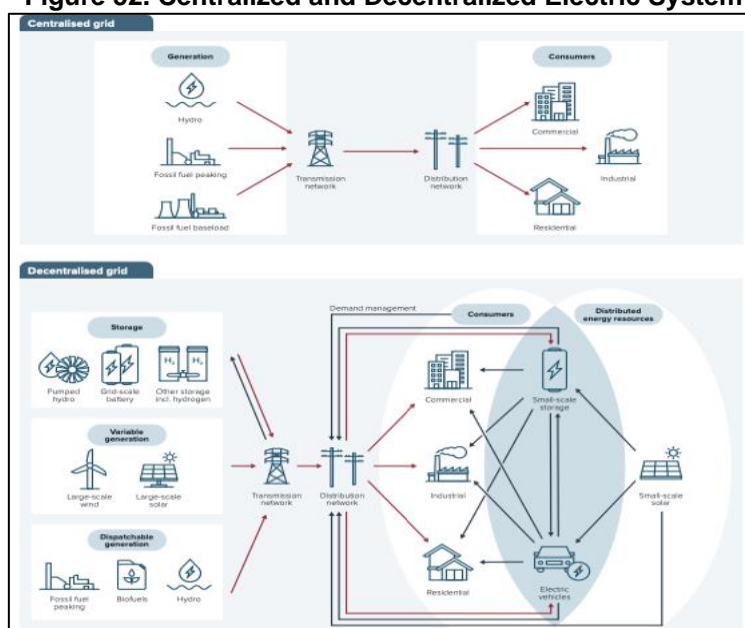 Figure 32. Centralized and Decentralized Electric System
Centralised grid
Generation
Consumers
Hydro
Commercial
Fossil fuel peaking
Transmission
network
Distribution
network
Industrial
Fossil fuel baseload
Residential
Decentralised grid
Demand management
Consumers
Distributed
energy resources
Storage
Pumped
hydro
Grid-scale
battery
H₂
H₂
Other storage
incl. hydrogen
Commercial
Small-scale
storage
Variable
generation
Large-scale
wind
Large-scale
solar
Transmission
network
Distribution
network
Industrial
Small-scale
solar
Dispatchable
generation
Fossil fuel
peaking
Biofuels
Hydro
Residential
Electric
vehicles